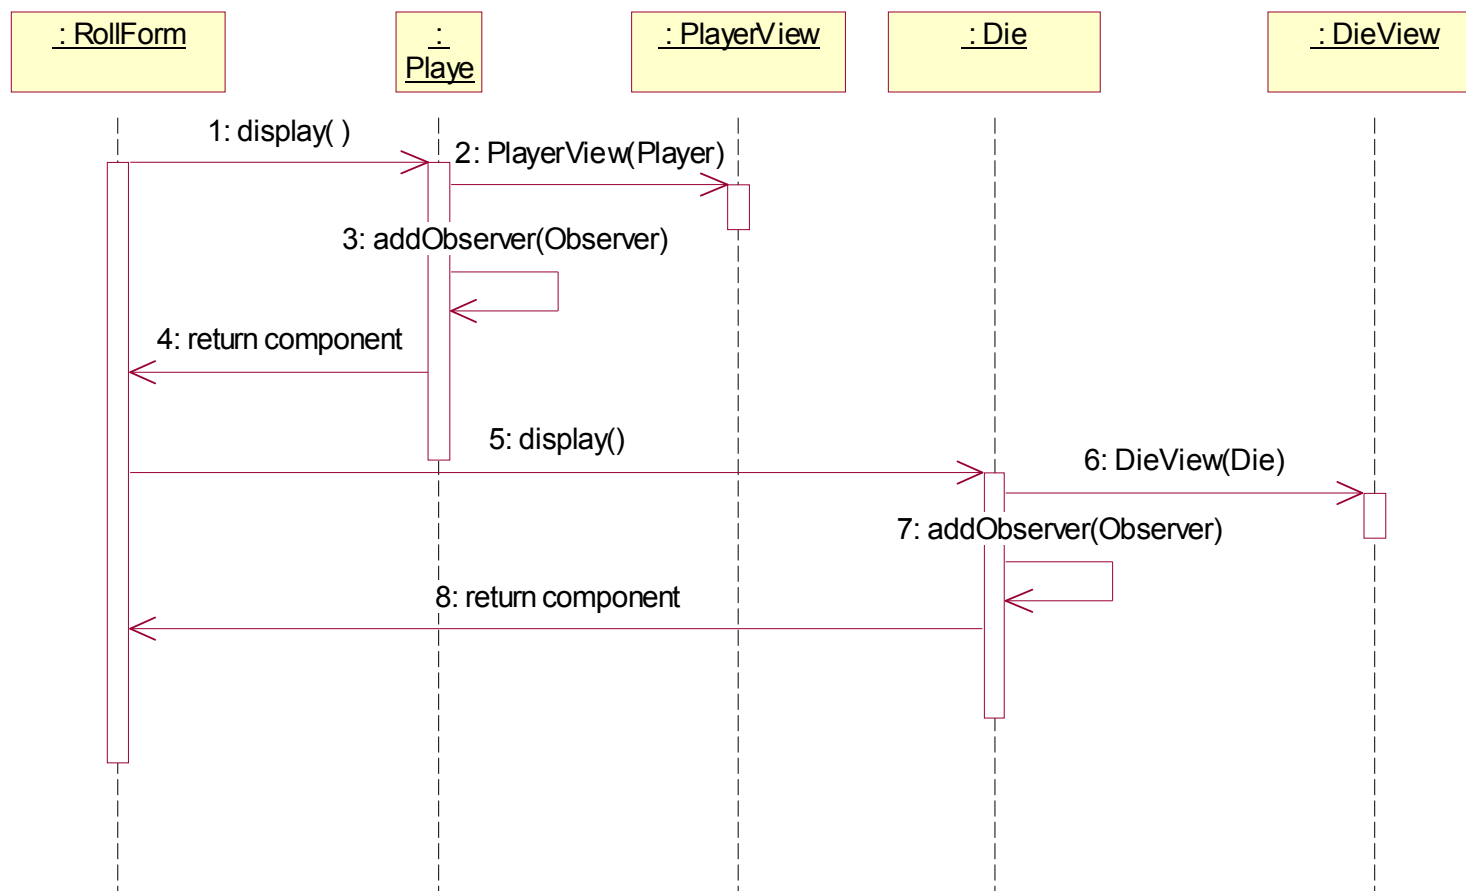 : RollForm
:
Playe
: PlayerView
: Die
: DieView
1: display( )
2: PlayerView(Player)
3: addObserver(Observer)
4: return component
5: display()
6: DieView(Die)
7: addObserver(Observer)
8: return component